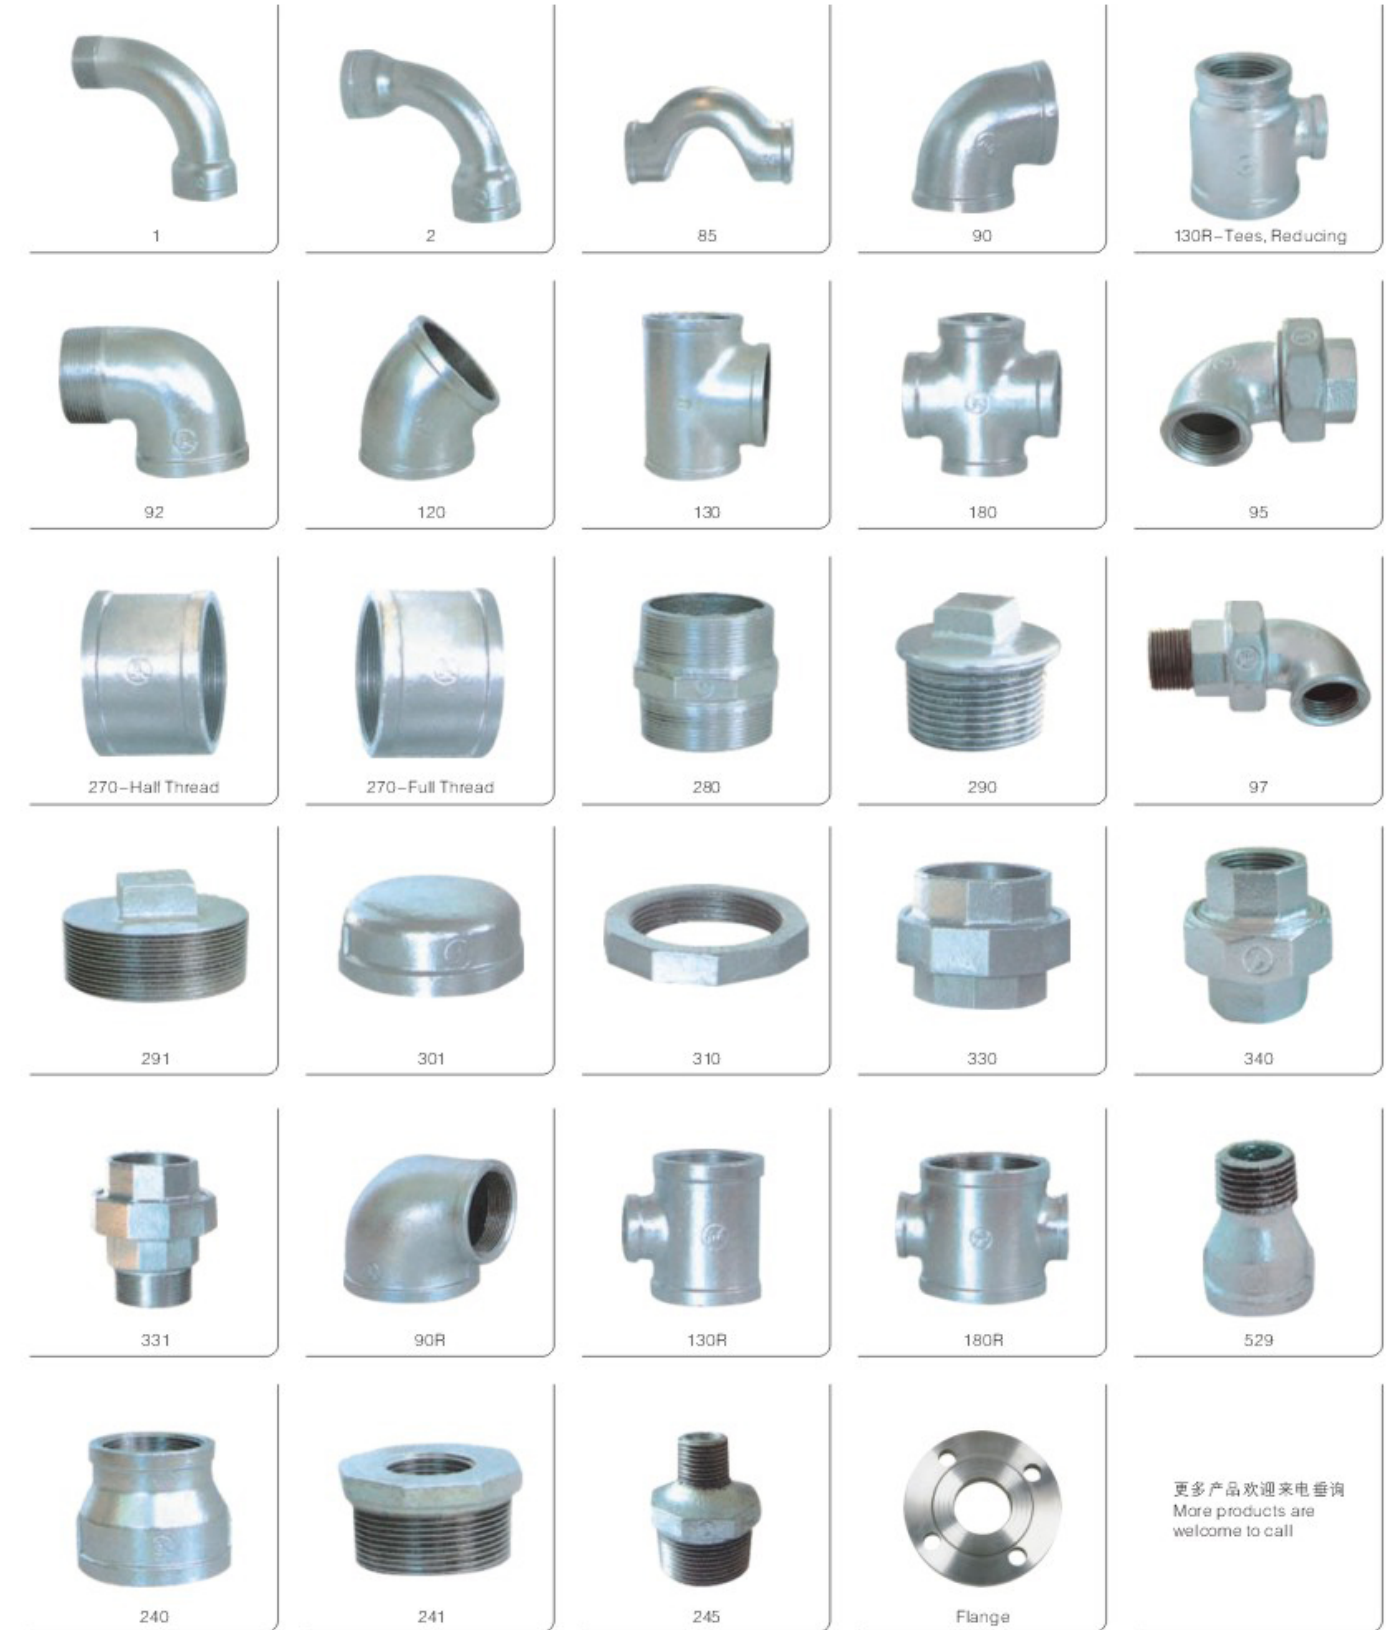 1
2
85
90
130R-Tees, Reducing
92
120
130
180
95
270-Half Thread
270-Full Thread
280
290
97
291
301
310
330
340
331
90R
130R
180R
529
240
241
245
Flange
更多产品欢迎来电垂询
More products are
welcome to call